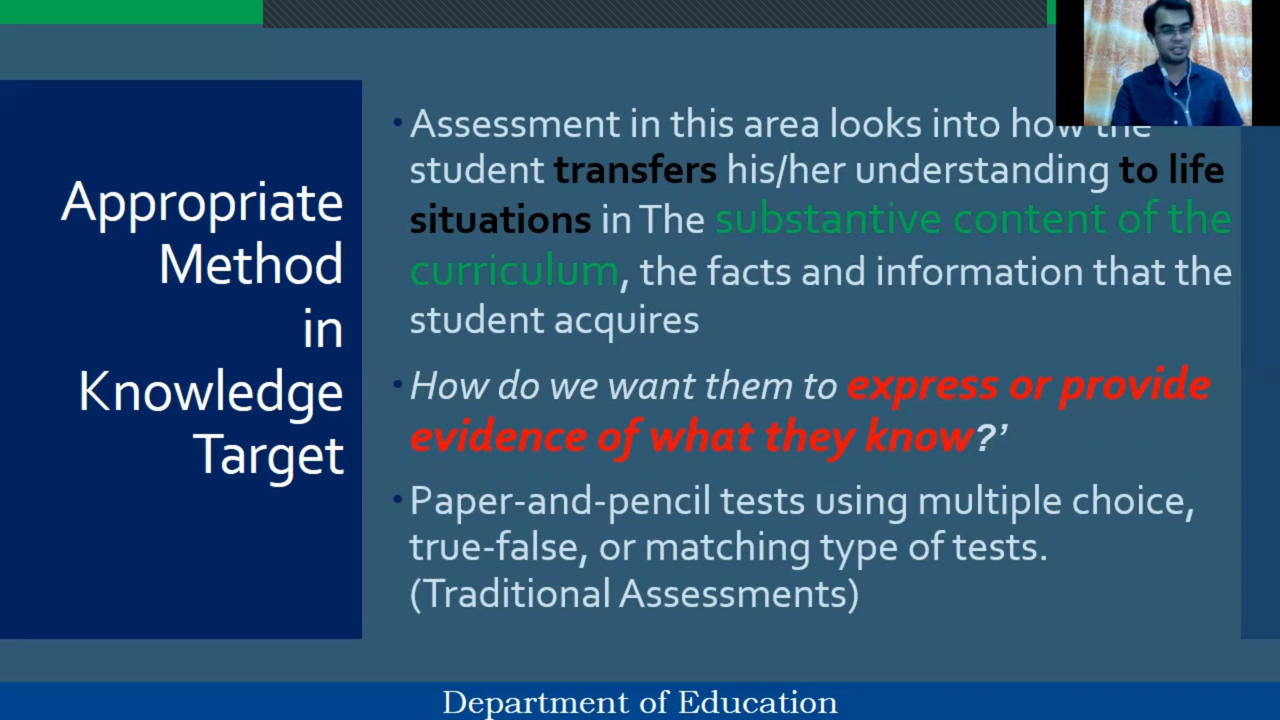 Appropriate
Method
in
Knowledge
Target
• Assessment in this area looks into how the
student transfers his/her understanding to life
situations in The substantive content of the
curriculum, the facts and information that the
student acquires
• How do we want them to express or provide
evidence of what they know?’
• Paper-and-pencil tests using multiple choice,
true-false, or matching type of tests.
(Traditional Assessments)
Department of Education